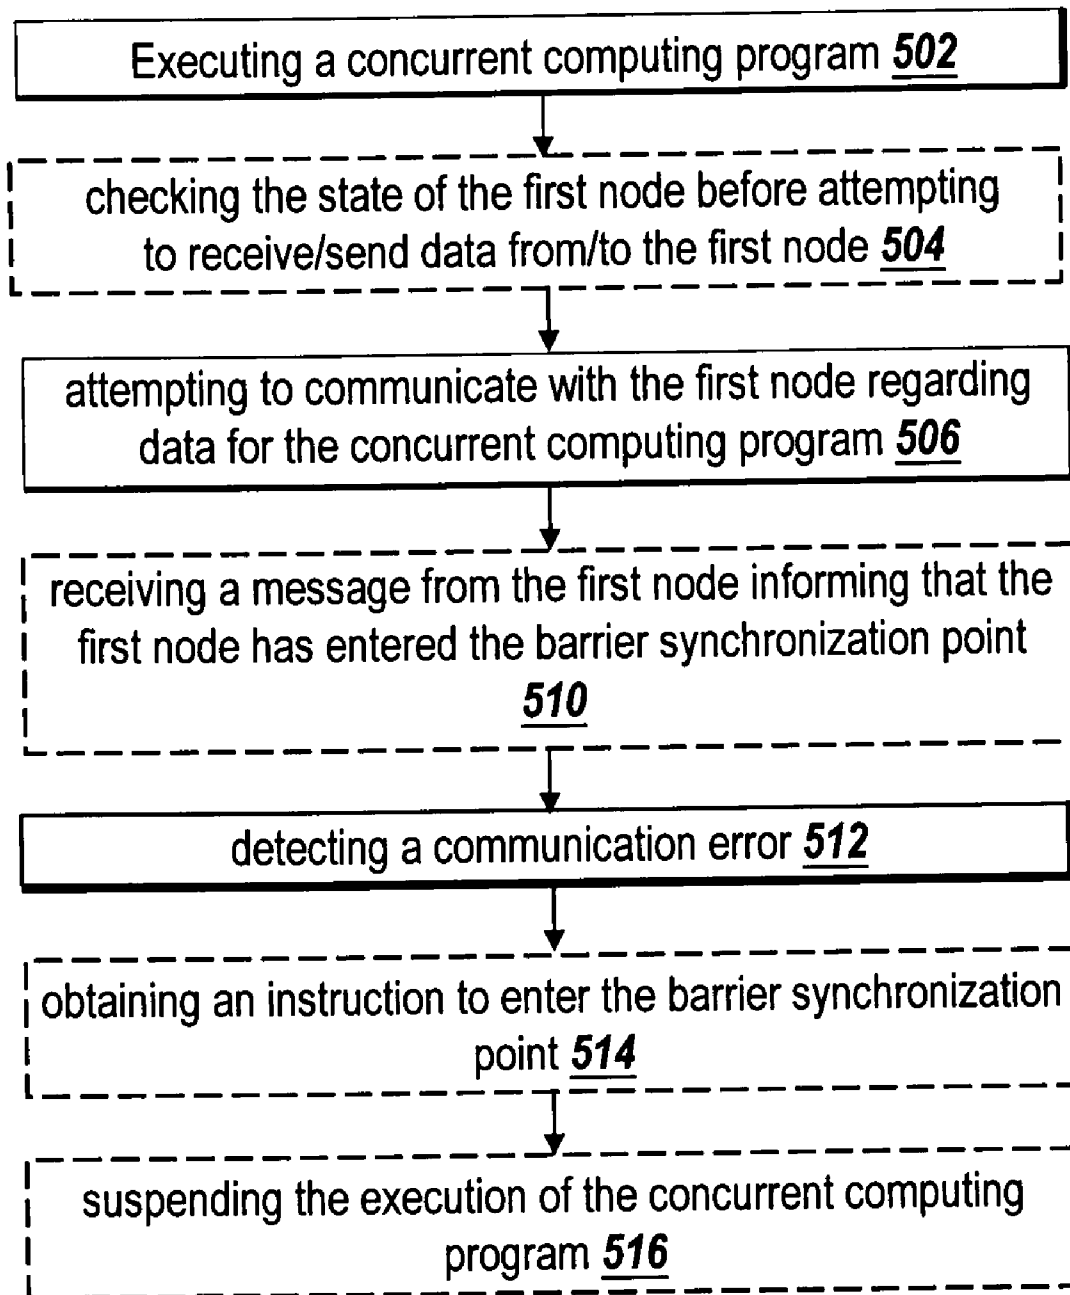 Executing a concurrent computing program 502
checking the state of the first node before attempting
to receive/send data from/to the first node 504
attempting to communicate with the first node regarding
data for the concurrent computing program 506
receiving a message from the first node informing that the
first node has entered the barrier synchronization point
510
detecting a communication error 512
obtaining an instruction to enter the barrier synchronization
point 514
suspending the execution of the concurrent computing
program 516